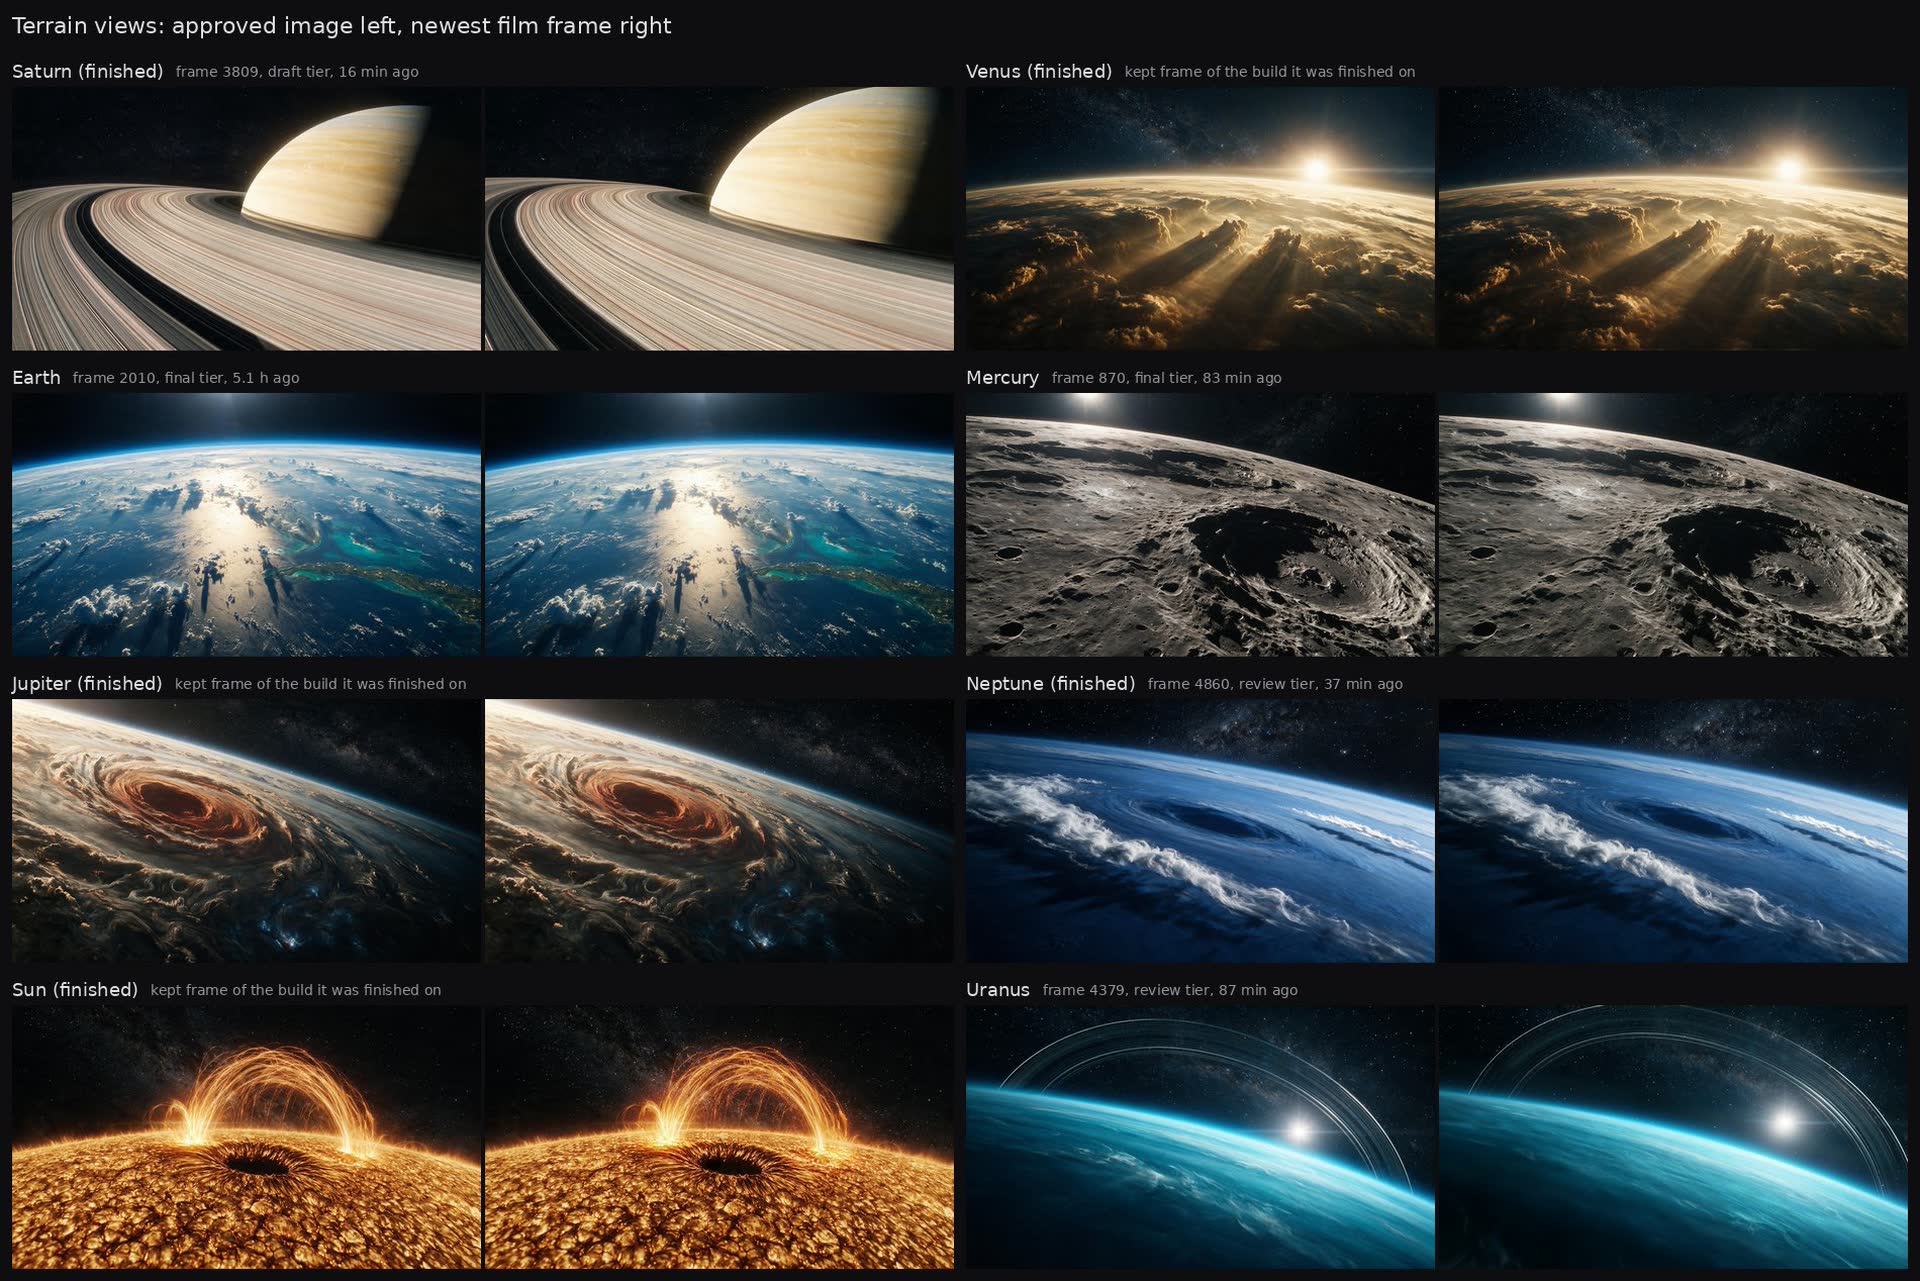 Terrain views: approved image left, newest film frame right
Saturn (finished) frame 3809, draft tier, 16 min ago
Venus (finished) kept frame of the build it was finished on
Earth frame 2010, final tier, 5.1 h ago
Mercury frame 870, final tier, 83 min ago
Jupiter (finished) kept frame of the build it was finished on
Neptune (finished) frame 4860, review tier, 37 min ago
Sun (finished) kept frame of the build it was finished on
Uranus frame 4379, review tier, 87 min ago